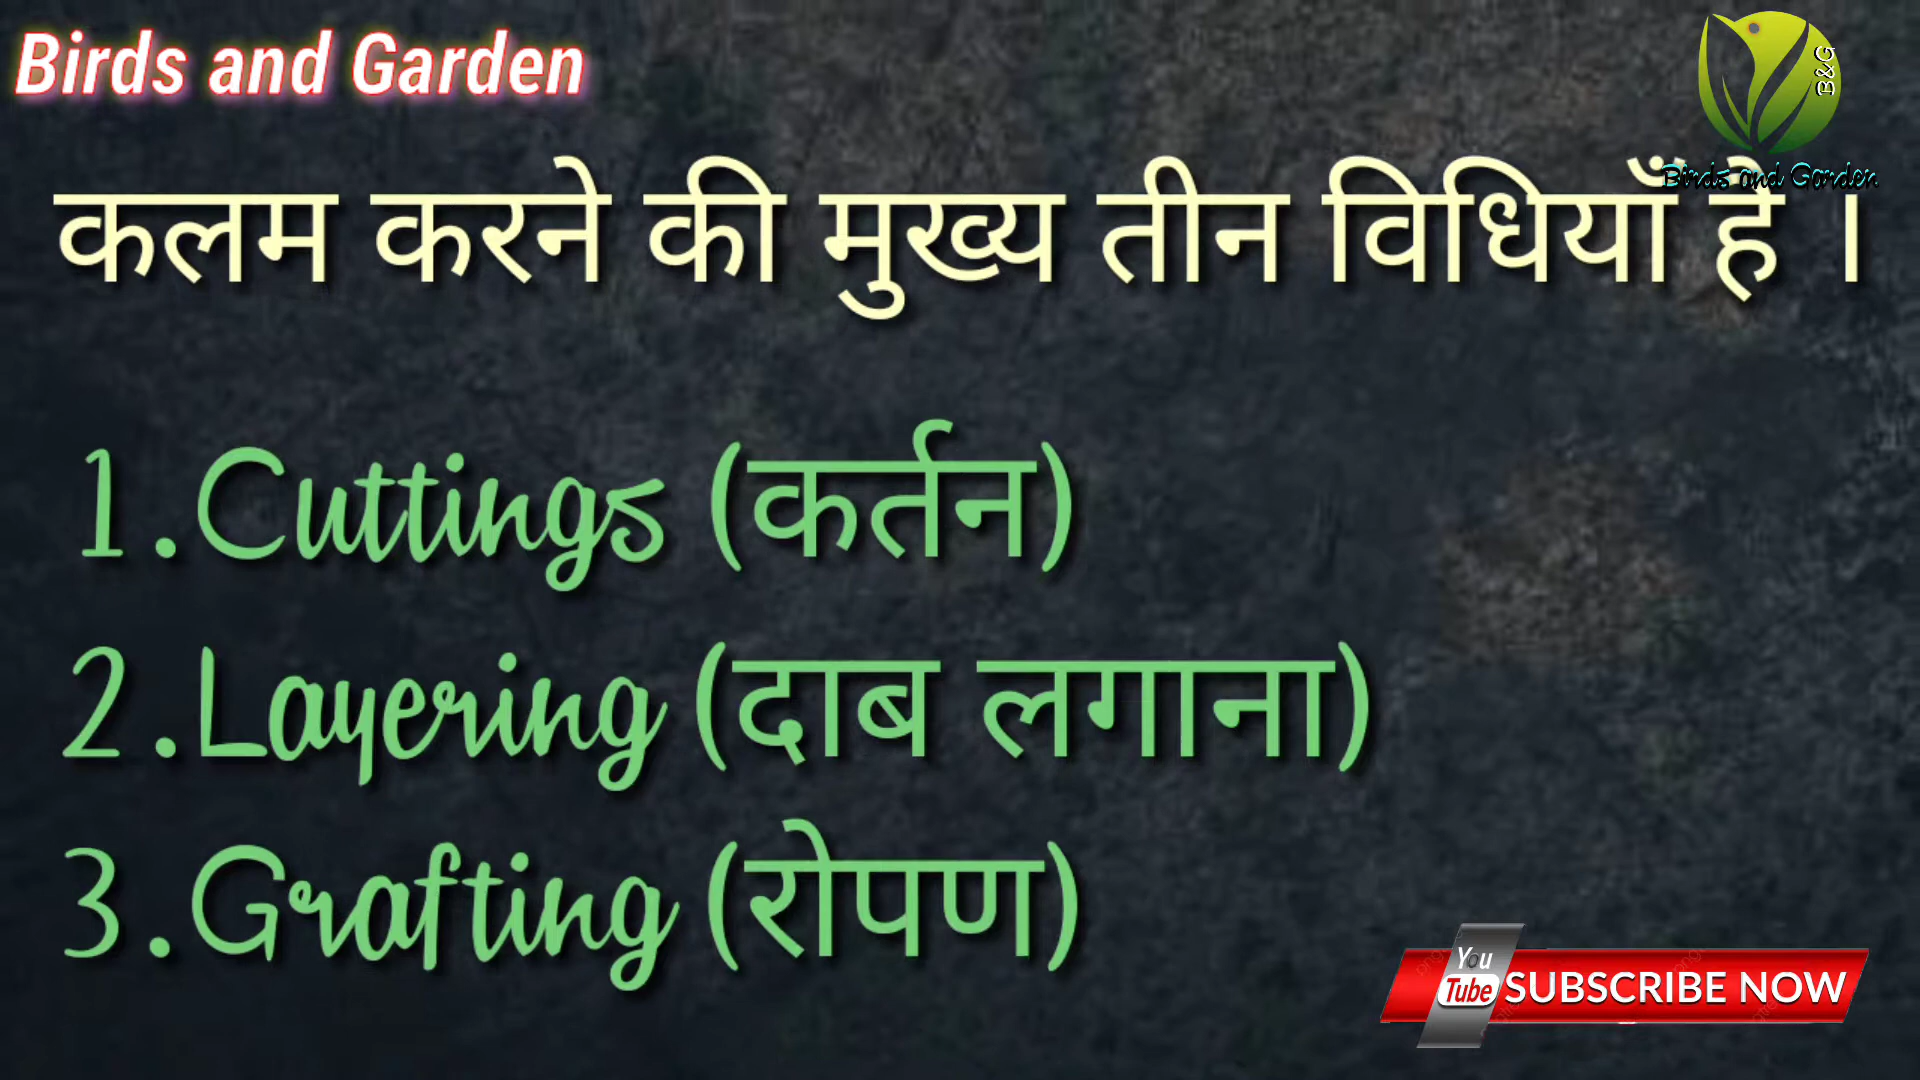 Birds and Garden
B&G
Birds and Garden
कलम करने की मुख्य तीन विधियाँ है ।
1.Cuttings (कर्तन)
2.Layering (दाब लगाना)
3.Grafting (रोपण)
You
Tube
SUBSCRIBE NOW